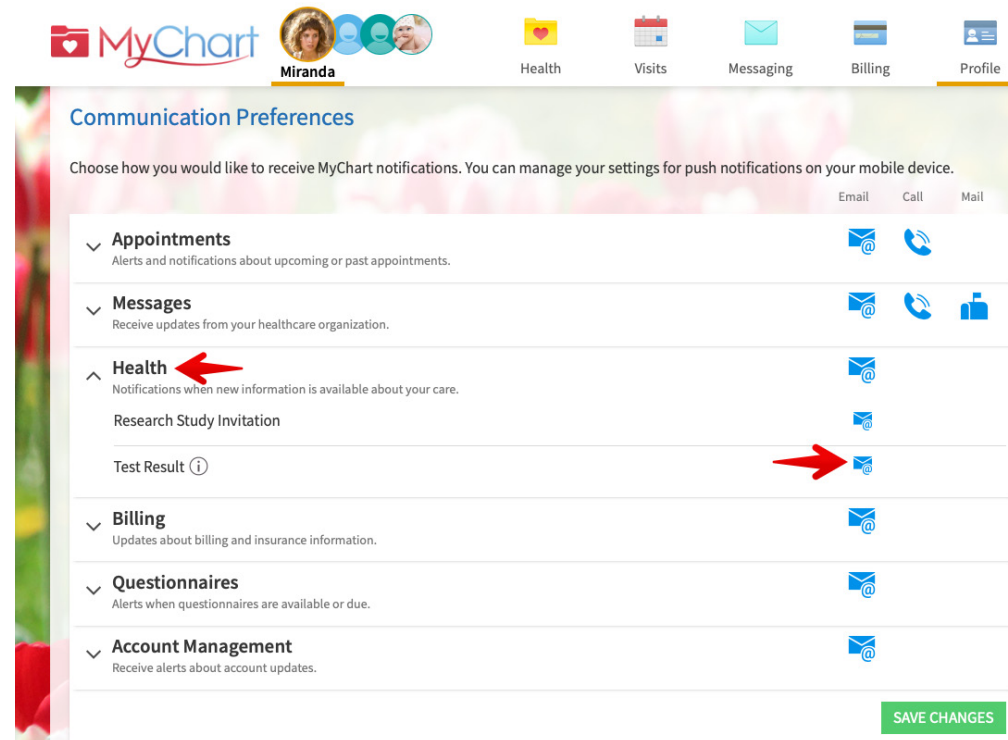 MyChart
Miranda
Health
Visits
Messaging
Billing
Profile
Communication Preferences
Choose how you would like to receive MyChart notifications. You can manage your settings for push notifications on your mobile device.
Email Call Mail
Appointments
Alerts and notifications about upcoming or past appointments.
Messages
Receive updates from your healthcare organization.
Health
Notifications when new information is available about your care.
Research Study Invitation
Test Result
Billing
Updates about billing and insurance information.
Questionnaires
Alerts when questionnaires are available or due.
Account Management
Receive alerts about account updates.
SAVE CHANGES